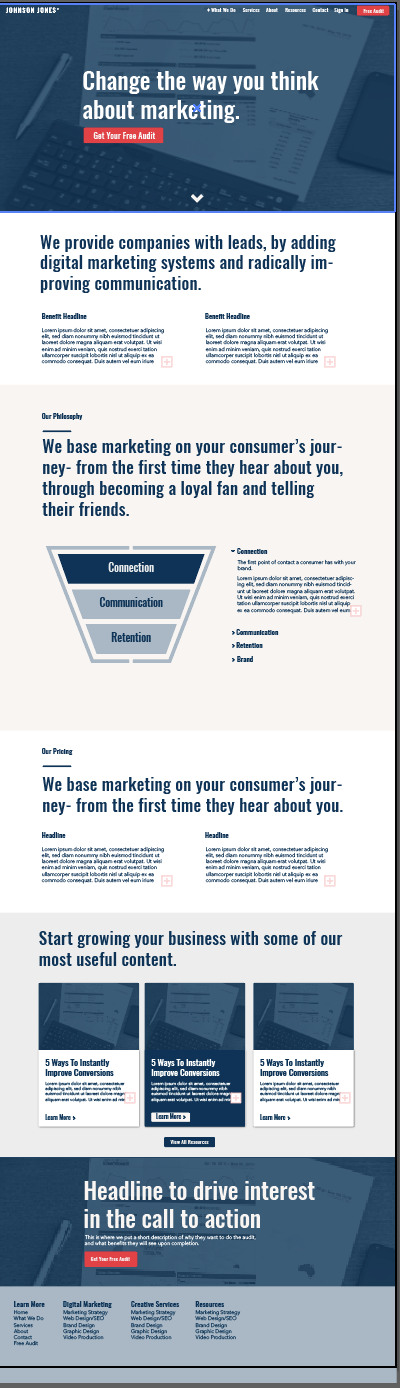 JOHNSON JONES
+ What We Do Services About Resources Contact Sign In Free Audit
Change the way you think
about marketing.
Get Your Free Audit
We provide companies with leads, by adding
digital marketing systems and radically im-
proving communication.
Benefit Headline
Lorem ipsum dolor sit amet, consectetuer adipiscing
elit, sed diam nonummy nibh euismod tincidunt ut
laoreet dolore magna aliquam erat volutpat. Ut wisi
enim ad minim veniam, quis nostrud exerci tation
ullamcorper suscipit lobortis nisl ut aliquip ex ea
commodo consequat. Duis autem vel eum iriure
Benefit Headline
Lorem ipsum dolor sit amet, consectetuer adipiscing
elit, sed diam nonummy nibh euismod tincidunt ut
laoreet dolore magna aliquam erat volutpat. Ut wisi
enim ad minim veniam, quis nostrud exerci tation
ullamcorper suscipit lobortis nisl ut aliquip ex ea
commodo consequat. Duis autem vel eum iriure
Our Philosophy
We base marketing on your consumer's jour-
ney- from the first time they hear about you,
through becoming a loyal fan and telling
their friends.
Connection
Communication
Retention
Connection
The first point of contact a consumer has with your
brand.
Lorem ipsum dolor sit amet, consectetuer adipisc-
ing elit, sed diam nonummy nibh euismod tincid-
unt ut laoreet dolore magna aliquam erat volutpat.
Ut wisi enim ad minim veniam, quis nostrud exerci
tation ullamcorper suscipit lobortis nisl ut aliquip
ex ea commodo consequat. Duis autem vel eum
> Communication
> Retention
> Brand
Our Pricing
We base marketing on your consumer's jour-
ney- from the first time they hear about you.
Headline
Lorem ipsum dolor sit amet, consectetuer adipiscing
elit, sed diam nonummy nibh euismod tincidunt ut
laoreet dolore magna aliquam erat volutpat. Ut wisi
enim ad minim veniam, quis nostrud exerci tation
ullamcorper suscipit lobortis nisl ut aliquip ex ea
commodo consequat. Duis autem vel eum iriure
Headline
Lorem ipsum dolor sit amet, consectetuer adipiscing
elit, sed diam nonummy nibh euismod tincidunt ut
laoreet dolore magna aliquam erat volutpat. Ut wisi
enim ad minim veniam, quis nostrud exerci tation
ullamcorper suscipit lobortis nisl ut aliquip ex ea
commodo consequat. Duis autem vel eum iriure
Start growing your business with some of our
most useful content.
5 Ways To Instantly
Improve Conversions
Lorem ipsum dolor sit amet, consectetuer
adipiscing elit, sed diam nonummy nibh
euismod tincidunt ut laoreet dolore magn
aliquam erat volutpat. Ut wisi enim ad min
Learn More >
5 Ways To Instantly
Improve Conversions
Lorem ipsum dolor sit amet, consectetuer
adipiscing elit, sed diam nonummy nibh
euismod tincidunt ut laoreet dolore magn
aliquam erat volutpat. Ut wisi enim ad min
Learn More >
5 Ways To Instantly
Improve Conversions
Lorem ipsum dolor sit amet, consectetuer
adipiscing elit, sed diam nonummy nibh
euismod tincidunt ut laoreet dolore magn
aliquam erat volutpat. Ut wisi enim ad min
Learn More >
View All Resources
Headline to drive interest
in the call to action
This is where we put a short description of why they want to do the audit,
and what benefits they will see upon completion.
Get Your Free Audit
Learn More
Home
What We Do
Services
About
Contact
Free Audit
Digital Marketing
Marketing Strategy
Web Design/SEO
Brand Design
Graphic Design
Video Production
Creative Services
Marketing Strategy
Web Design/SEO
Brand Design
Graphic Design
Video Production
Resources
Marketing Strategy
Web Design/SEO
Brand Design
Graphic Design
Video Production